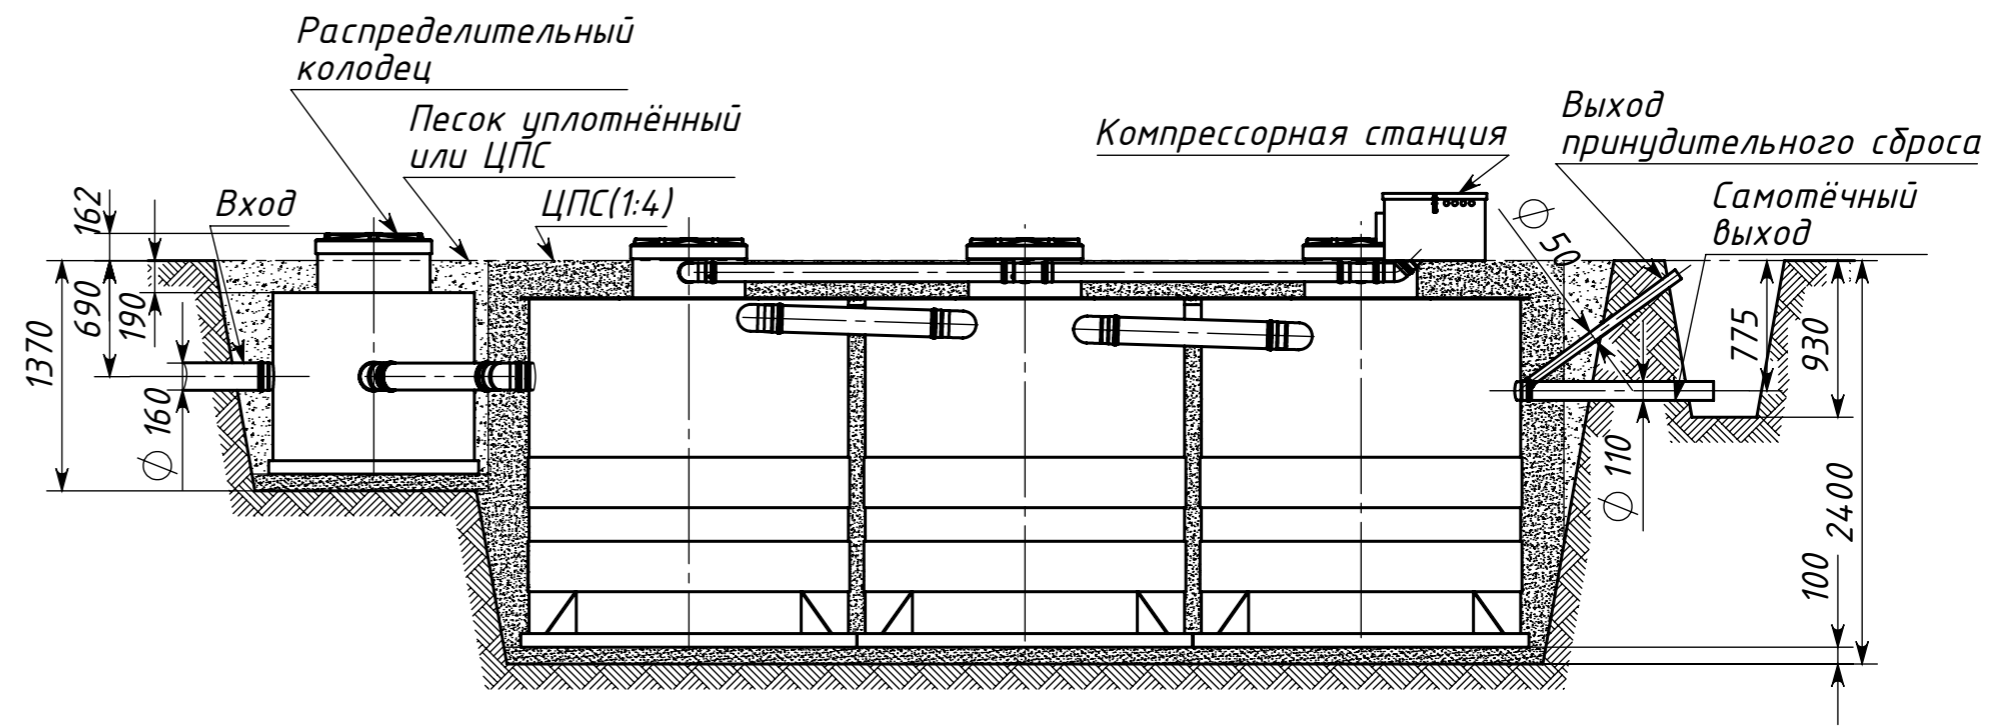 Распределительный
колодец
Песок уплотнённый
или ЦПС
Выход
принудительного сброса
Компрессорная станция
Самотёчный
выход
Вход
ЦПС(1:4)
162
690
190
1370
⌀ 160
⌀ 50
775
930
⌀ 110
2400
100